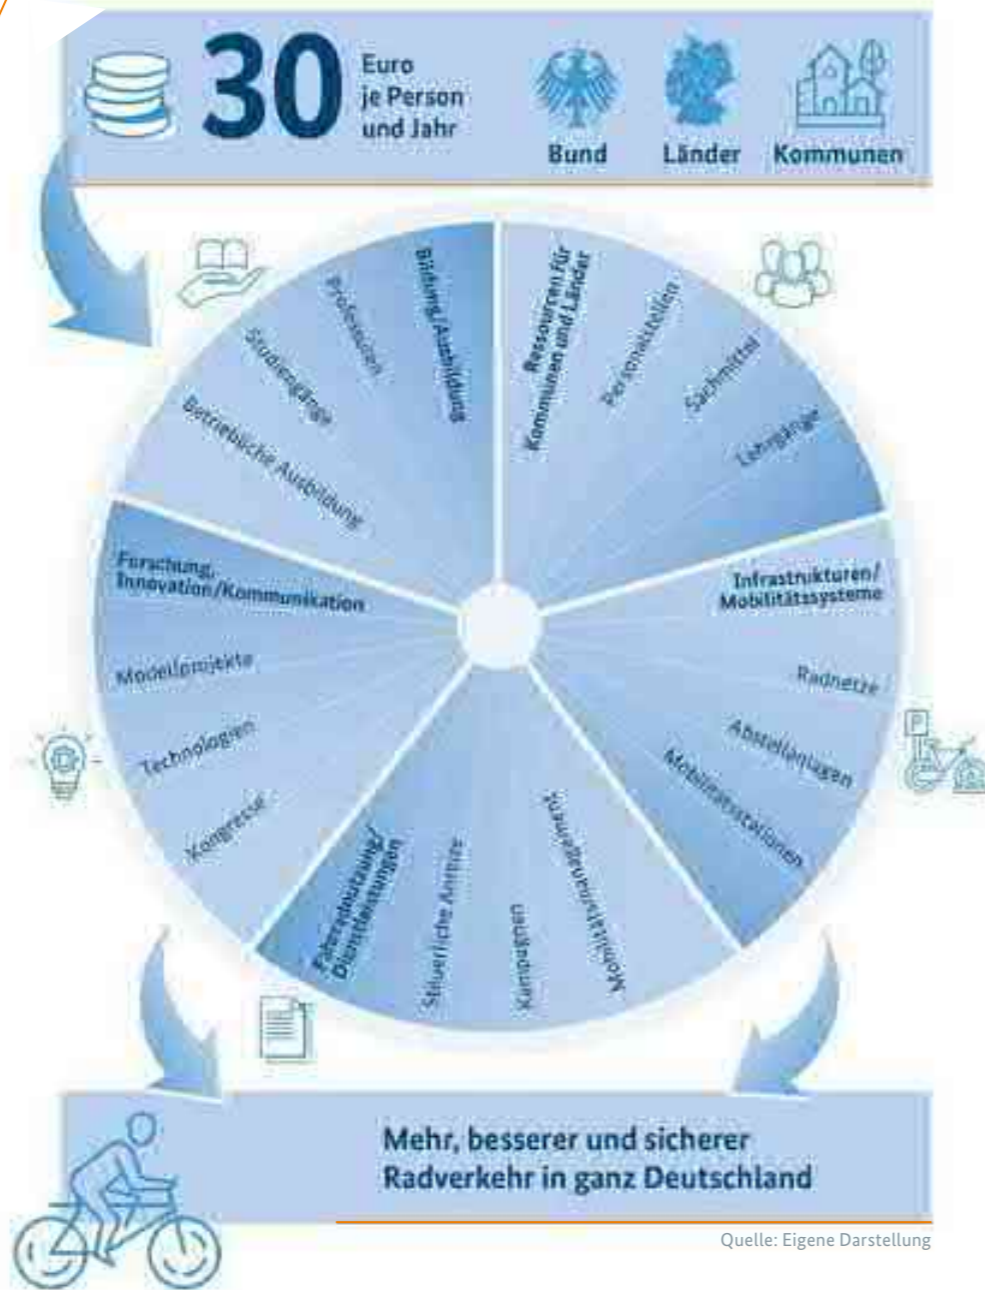 30
Euro
je Person
und Jahr
Bund
Länder
Kommunen
Ressourcen für
Kommunen und Länder
Personalstellen
Sachmittel
Lehrgänge
Infrastrukturen/
Mobilitätssysteme
Radnetze
Abstellanlagen
Mobilitätsstationen
P
Mobilitätsmanagement
Kampagnen
Steuerliche Anreize
Fahrradnutzung/
Dienstleistungen
Kongresse
Technologien
Modellprojekte
Forschung,
Innovation/Kommunikation
Betriebliche Ausbildung
Studiengänge
Professuren
Bildung/Ausbildung
Mehr, besserer und sicherer
Radverkehr in ganz Deutschland
Quelle: Eigene Darstellung